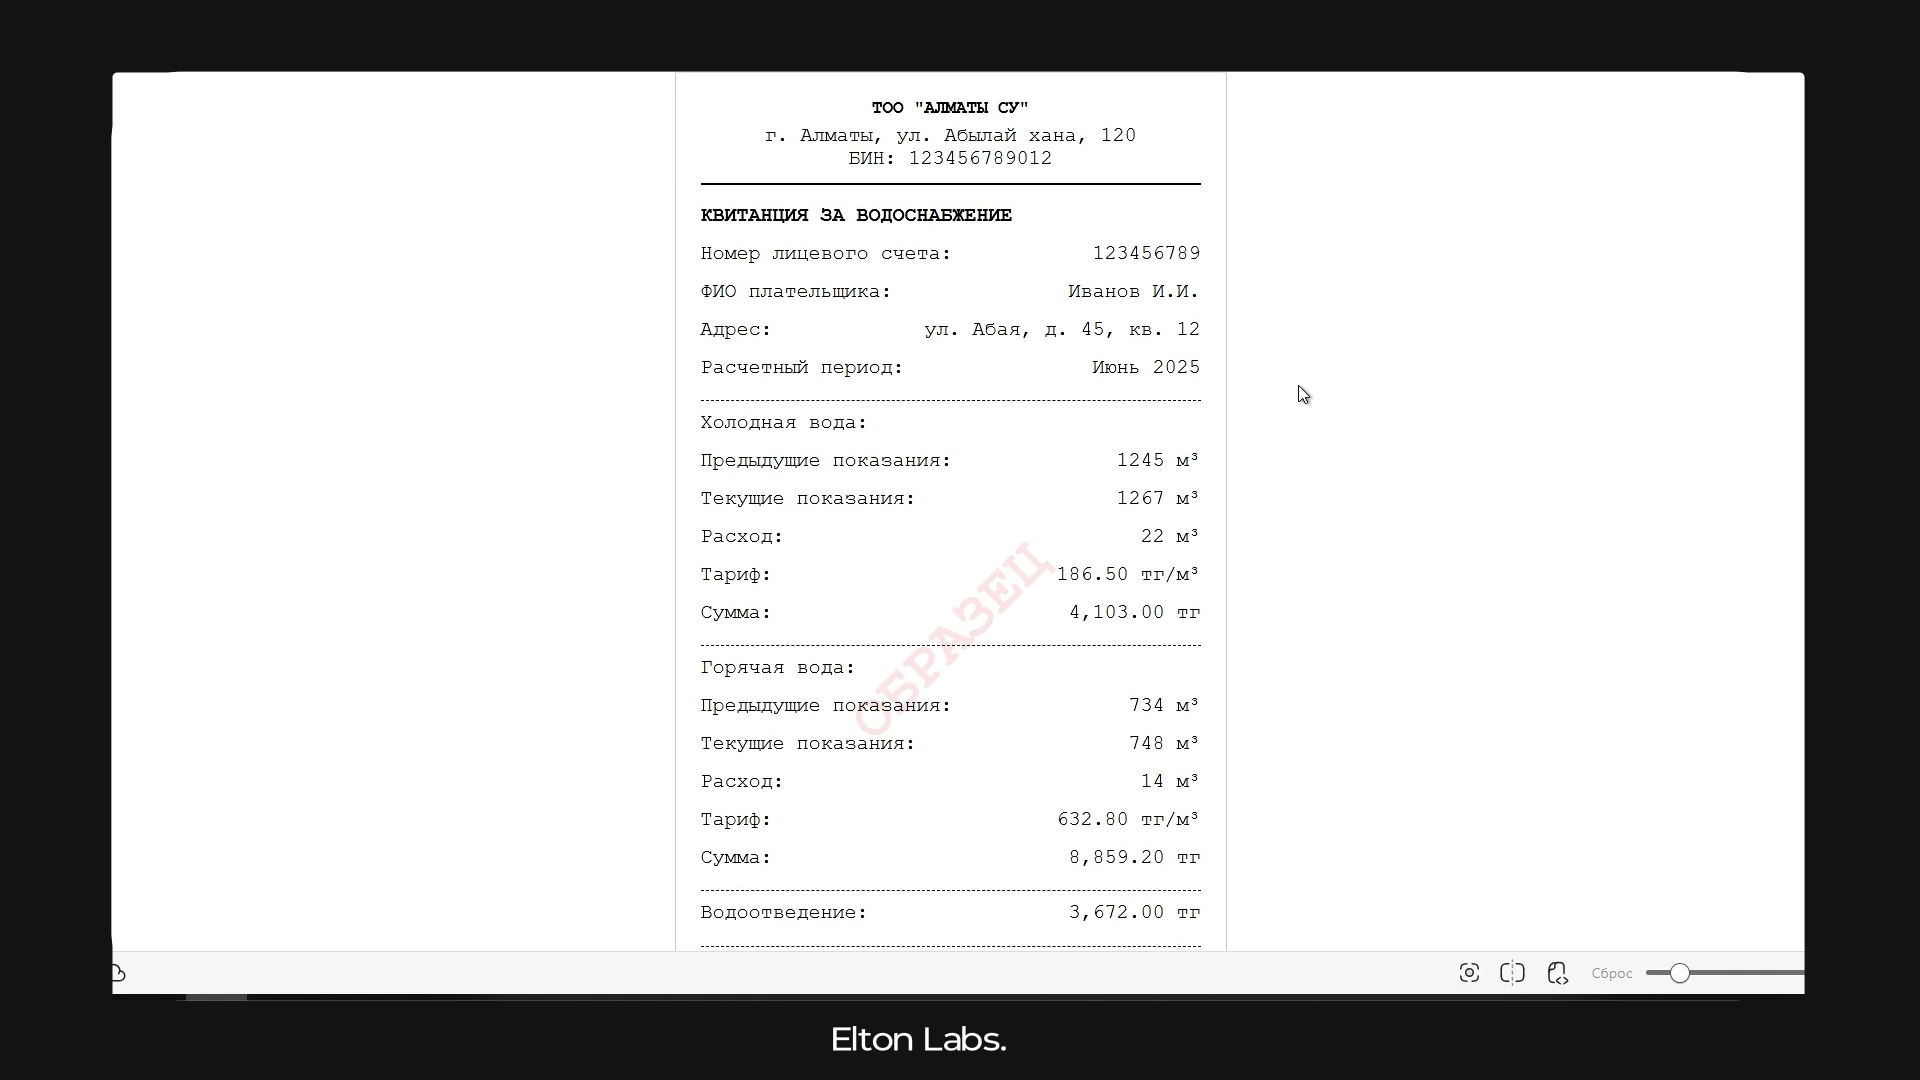 ТОО "АЛМАТЫ СУ"
г. Алматы, ул. Абылай хана, 120
БИН: 123456789012
КВИТАНЦИЯ ЗА ВОДОСНАБЖЕНИЕ
Номер лицевого счета: 123456789
ФИО плательщика: Иванов И.И.
Адрес: ул. Абая, д. 45, кв. 12
Расчетный период: Июнь 2025
Холодная вода:
Предыдущие показания: 1245 м³
Текущие показания: 1267 м³
Расход: 22 м³
Тариф: 186.50 тг/м³
Сумма: 4,103.00 тг
ОБРАЗЕЦ
Горячая вода:
Предыдущие показания: 734 м³
Текущие показания: 748 м³
Расход: 14 м³
Тариф: 632.80 тг/м³
Сумма: 8,859.20 тг
Водоотведение: 3,672.00 тг
Сброс
Elton Labs.